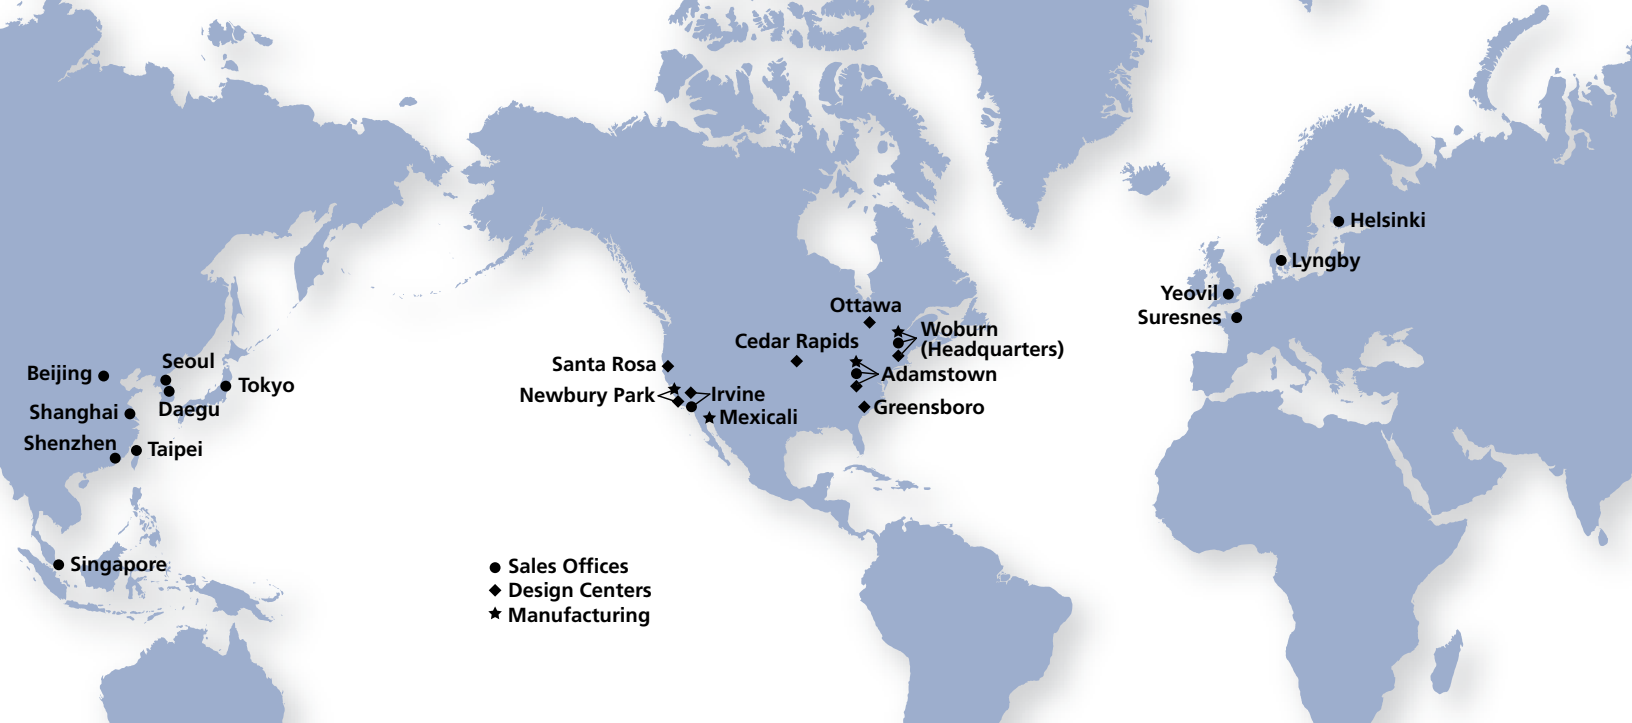 Beijing
Seoul
Tokyo
Shanghai
Daegu
Shenzhen
Taipei
Singapore
Ottawa
Cedar Rapids
Woburn
(Headquarters)
Santa Rosa
Adamstown
Newbury Park
Irvine
Mexicali
Greensboro
Helsinki
Lyngby
Yeovil
Suresnes
Sales Offices
Design Centers
Manufacturing